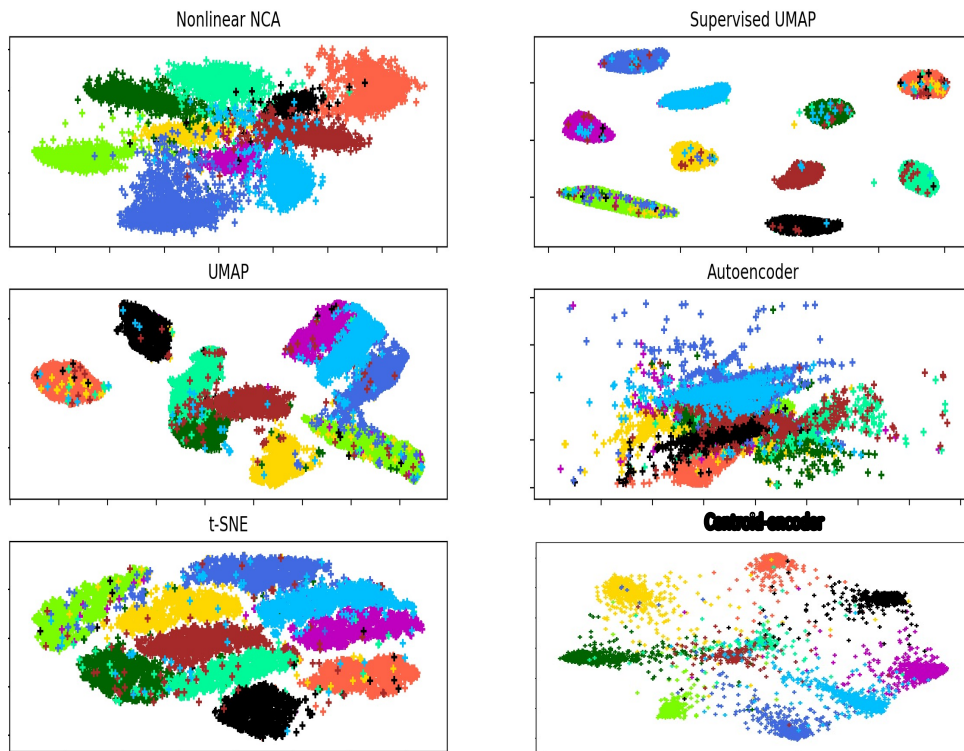 Nonlinear NCA
Supervised UMAP
UMAP
Autoencoder
t-SNE
Centroid-encoder